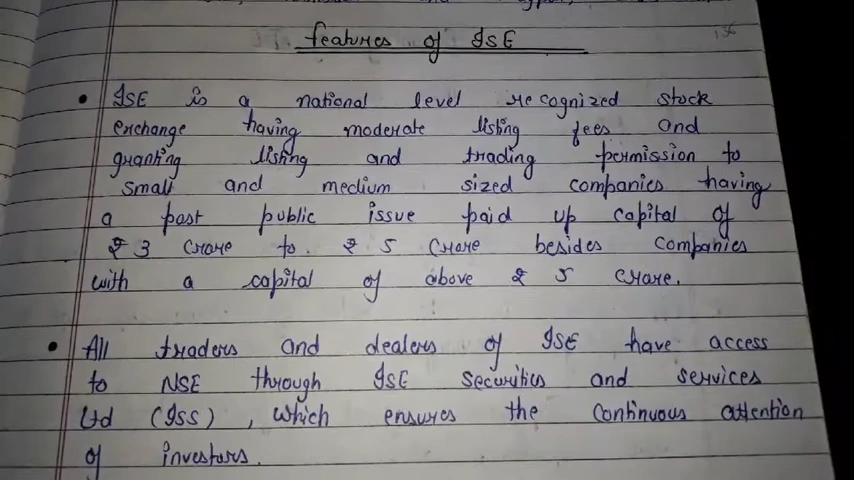 features of ISE
• ISE is a national level recognized stock
exchange having moderate listing fees and
granting listing and trading permission to
small and medium sized companies having
a post public issue paid up capital of
₹ 3 crore to ₹ 5 crore besides companies
with a capital of above ₹ 5 crore.
• All traders and dealers of ISE have access
to NSE through ISE securities and services
Ltd (ISS), which ensures the continuous attention
of investors.